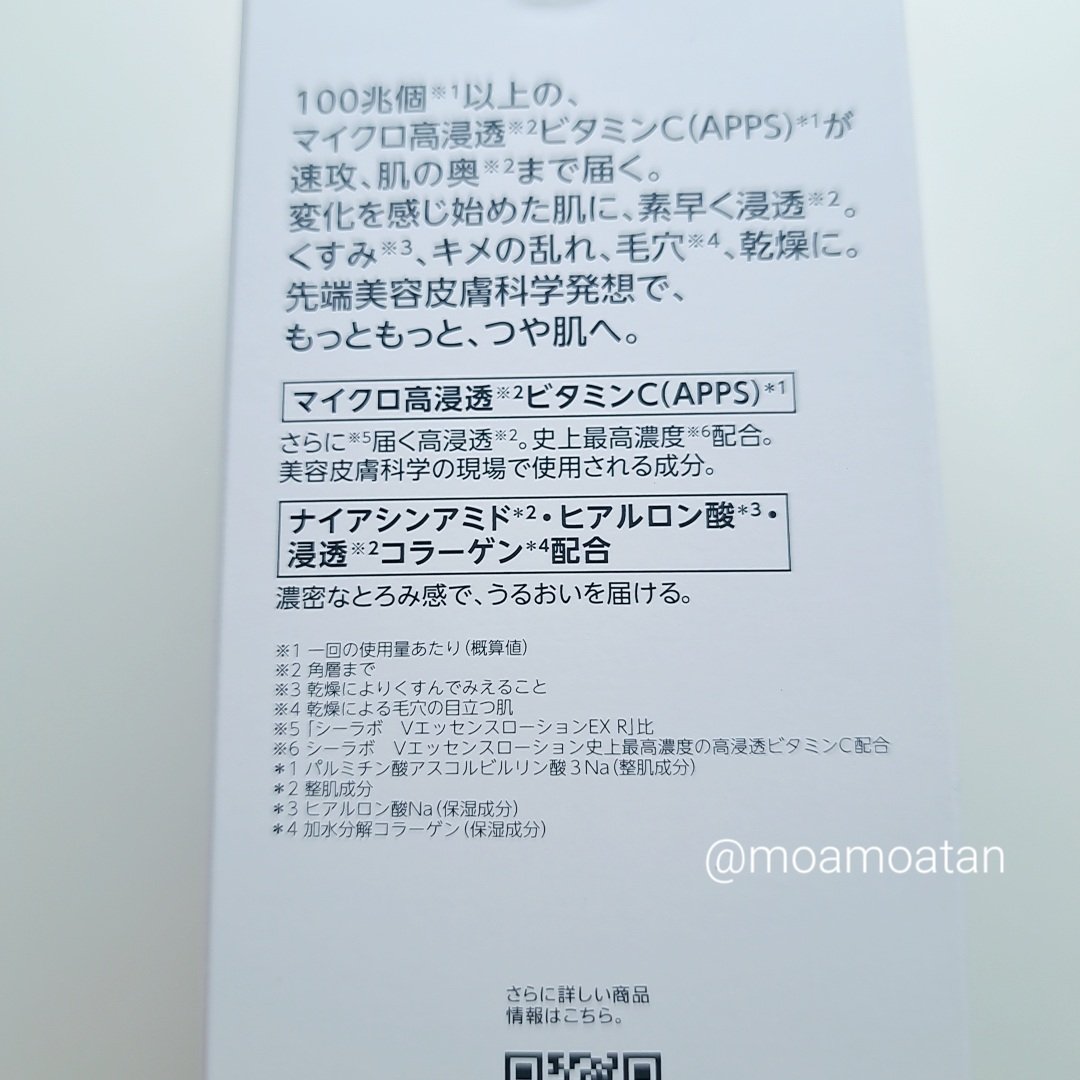 100兆個※1以上の、
マイクロ高浸透※2ビタミンC(APPS)*1が
速攻、肌の奥※2まで届く。
変化を感じ始めた肌に、素早く浸透※2。
くすみ※3、キメの乱れ、毛穴※4、乾燥に。
先端美容皮膚科学発想で、
もっともっと、つや肌へ。
マイクロ高浸透※2ビタミンC(APPS)*1
さらに※5届く高浸透※2。史上最高濃度※6配合。
美容皮膚科学の現場で使用される成分。
ナイアシンアミド*2・ヒアルロン酸*3・
浸透※2コラーゲン*4配合
濃密なとろみ感で、うるおいを届ける。
※1 一回の使用量あたり(概算値)
※2 角層まで
※3 乾燥によりくすんでみえること
※4 乾燥による毛穴の目立つ肌
※5「シーラボ Vエッセンスローション EX R」比
※6 シーラボ Vエッセンスローション史上最高濃度の高浸透ビタミンC配合
*1 パルミチン酸アスコルビルリン酸3Na(整肌成分)
*2 整肌成分
*3 ヒアルロン酸Na(保湿成分)
*4 加水分解コラーゲン(保湿成分)
@moamoatan
さらに詳しい商品
情報はこちら。